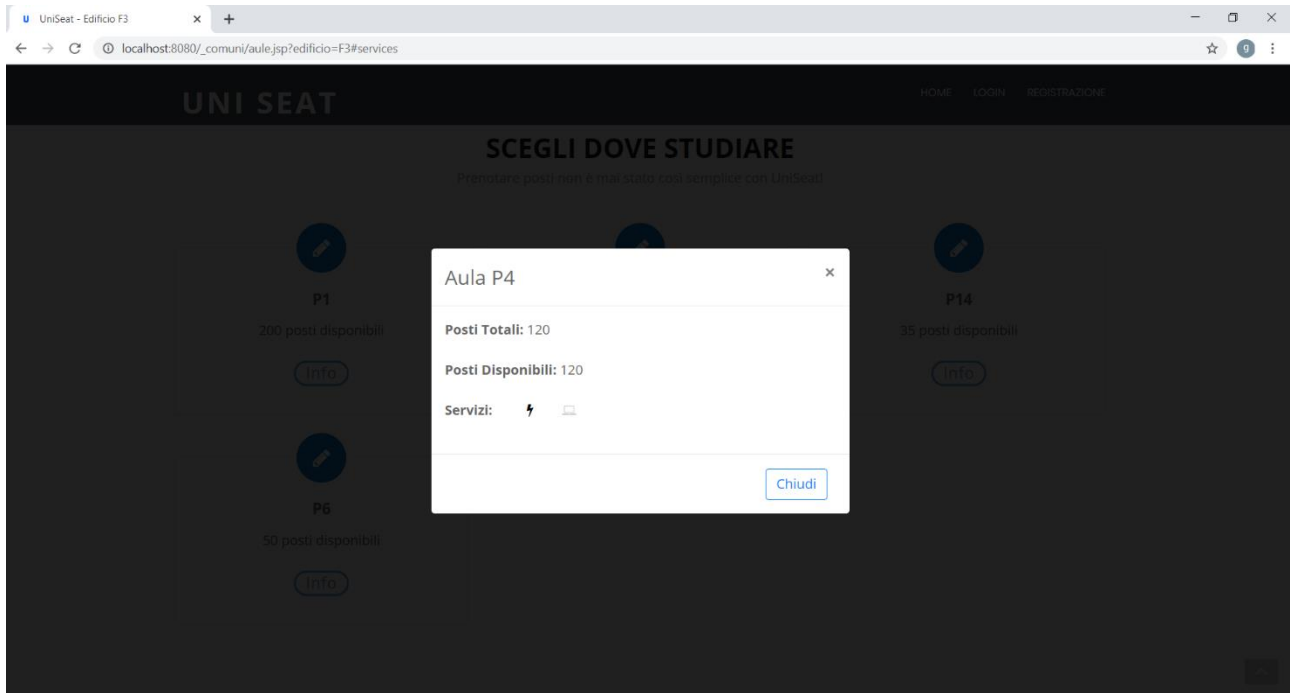 U UniSeat - Edificio F3
localhost:8080/_comuni/aule.jsp?edificio=F3#services
g
UNI SEAT
HOME LOGIN REGISTRAZIONE
SCEGLI DOVE STUDIARE
Prenotare posti non è mai stato così semplice con UniSeat!
P1
200 posti disponibili
Info
Aula P4
Posti Totali: 120
Posti Disponibili: 120
Servizi:
Chiudi
P14
35 posti disponibili
Info
P6
50 posti disponibili
Info